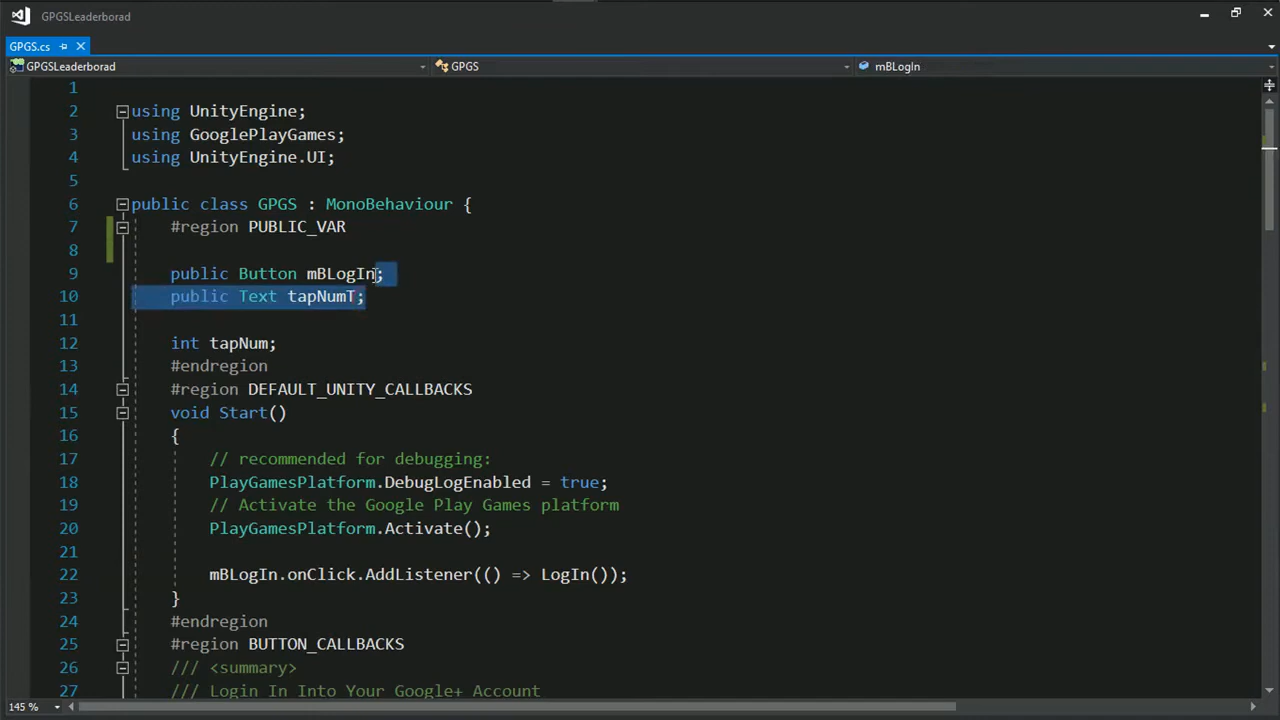 GPGSLeaderborad
GPGS.cs
GPGSLeaderborad GPGS mBLogIn
1
2 using UnityEngine;
3 using GooglePlayGames;
4 using UnityEngine.UI;
5
6 public class GPGS : MonoBehaviour {
7 #region PUBLIC_VAR
8
9 public Button mBLogIn;
10 public Text tapNumT;
11
12 int tapNum;
13 #endregion
14 #region DEFAULT_UNITY_CALLBACKS
15 void Start()
16 {
17 // recommended for debugging:
18 PlayGamesPlatform.DebugLogEnabled = true;
19 // Activate the Google Play Games platform
20 PlayGamesPlatform.Activate();
21
22 mBLogIn.onClick.AddListener(() => LogIn());
23 }
24 #endregion
25 #region BUTTON_CALLBACKS
26 /// <summary>
27 /// Login In Into Your Google+ Account
145 %